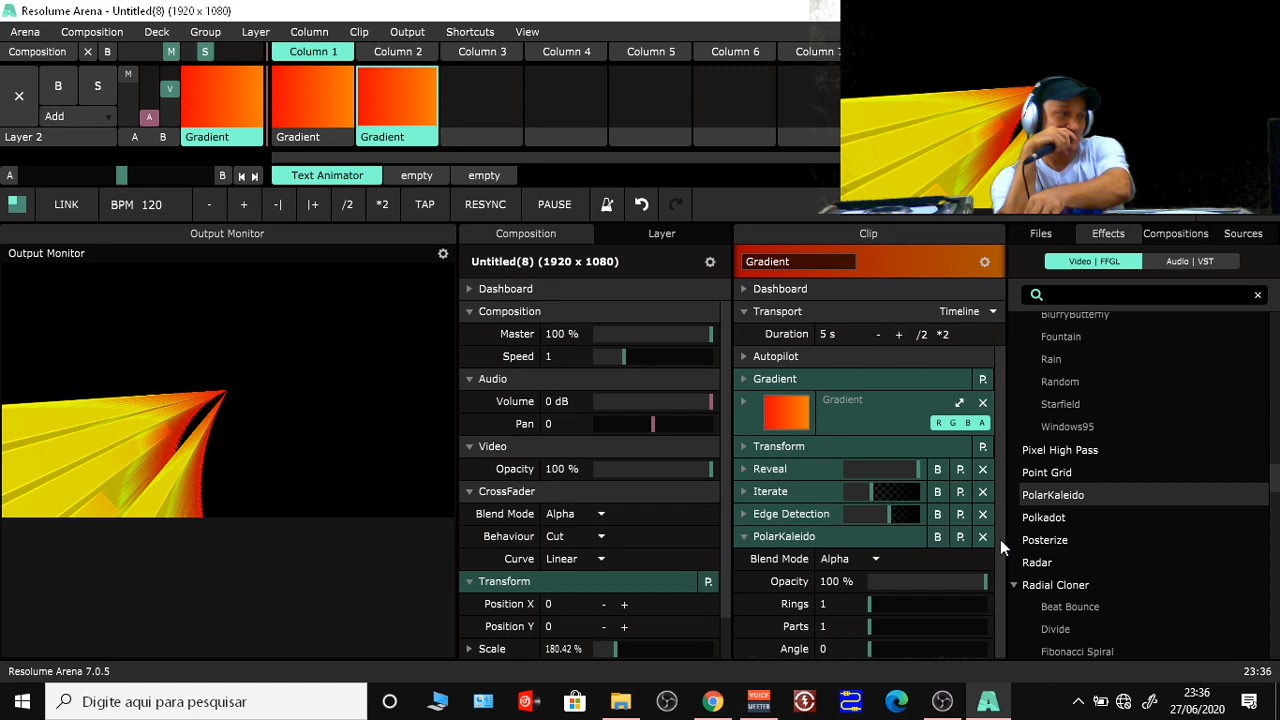 Resolume Arena - Untitled(8) (1920 x 1080)
Arena Composition Deck Group Layer Column Clip Output Shortcuts View
Composition X B M S Column 1 Column 2 Column 3 Column 4 Column 5 Column 6 Column 7
B S M V
Add A
Layer 2 A B Gradient Gradient Gradient
A B Text Animator empty empty
LINK BPM 120 - + -| |+ /2 *2 TAP RESYNC PAUSE
Output Monitor Composition Layer Clip Files Effects Compositions Sources
Output Monitor
Untitled(8) (1920 x 1080)
Dashboard
Composition
Master 100 %
Speed 1
Audio
Volume 0 dB
Pan 0
Video
Opacity 100 %
CrossFader
Blend Mode Alpha
Behaviour Cut
Curve Linear
Transform P.
Position X 0 - +
Position Y 0 - +
Scale 180.42 %
Gradient
Dashboard
Transport Timeline
Duration 5 s - + /2 *2
Autopilot
Gradient P.
Gradient
R G B A
Transform P.
Reveal B P.
Iterate B P.
Edge Detection B P.
PolarKaleido B P.
Blend Mode Alpha
Opacity 100 %
Rings 1
Parts 1
Angle 0
Video | FFGL Audio | VST
BlurryButterfly
Fountain
Rain
Random
Starfield
Windows95
Pixel High Pass
Point Grid
PolarKaleido
Polkadot
Posterize
Radar
Radial Cloner
Beat Bounce
Divide
Fibonacci Spiral
Resolume Arena 7.0.5 23:36
Digite aqui para pesquisar
VOICE
MEETER
23:36
27/06/2020